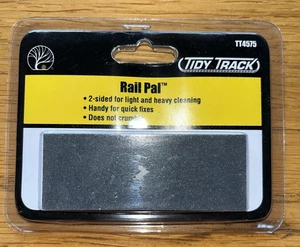 TT4575
TIDY TRACK
Rail Pal™
• 2-sided for light and heavy cleaning
• Handy for quick fixes
• Does not crumble